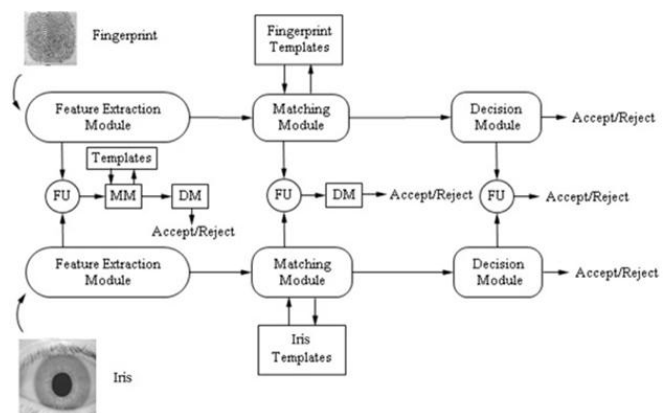 Fingerprint
Fingerprint
Templates
Feature Extraction
Module
Matching
Module
Decision
Module
Accept/Reject
Templates
FU
MM
DM
Accept/Reject
FU
DM
Accept/Reject
FU
Accept/Reject
Feature Extraction
Module
Matching
Module
Decision
Module
Accept/Reject
Iris
Templates
Iris